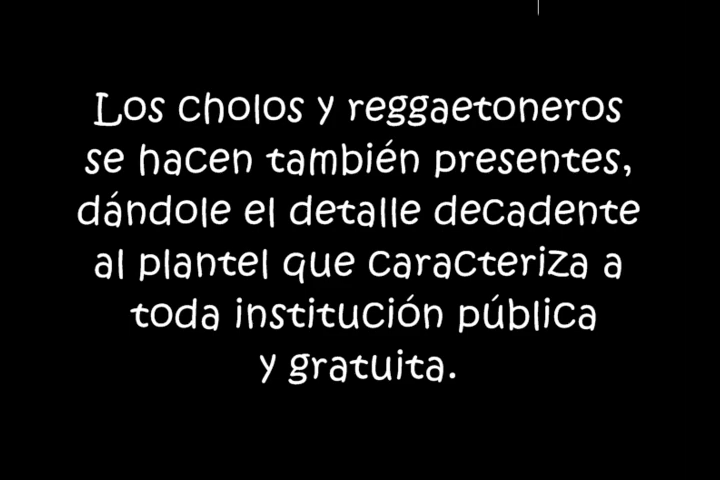 Los cholos y reggaetoneros
se hacen también presentes,
dándole el detalle decadente
al plantel que caracteriza a
toda institución pública
y gratuita.